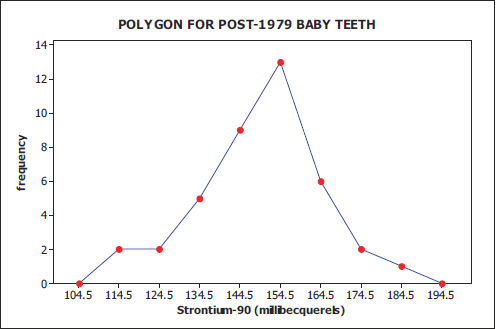 POLYGON FOR POST-1979 BABY TEETH
14
12
10
8
6
4
2
0
frequency
104.5 114.5 124.5 134.5 144.5 154.5 164.5 174.5 184.5 194.5
Strontium-90 (millibecquerels)